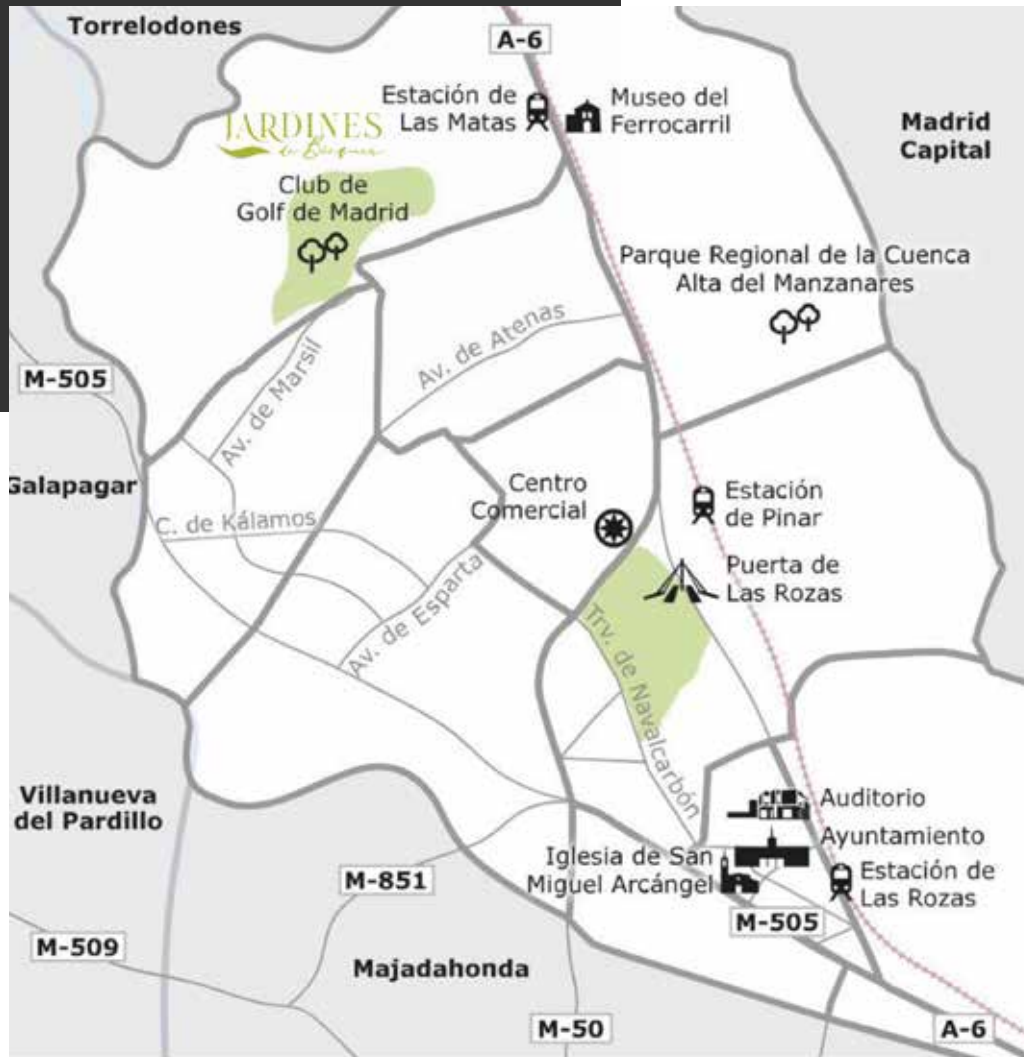 Torrelodones
A-6
Estación de
Las Matas
Museo del
Ferrocarril
JARDINES
de Bécquer
Madrid
Capital
Club de
Golf de Madrid
Parque Regional de la Cuenca
Alta del Manzanares
Av. de Atenas
Av. de Marsil
M-505
Galapagar
Centro
Comercial
Estación
de Pinar
C. de Kálamos
Puerta de
Las Rozas
Av. de Esparta
Trv. de Navalcarbón
Villanueva
del Pardillo
Auditorio
Ayuntamiento
Iglesia de San
Miguel Arcángel
Estación de
Las Rozas
M-851
M-505
M-509
Majadahonda
M-50
A-6